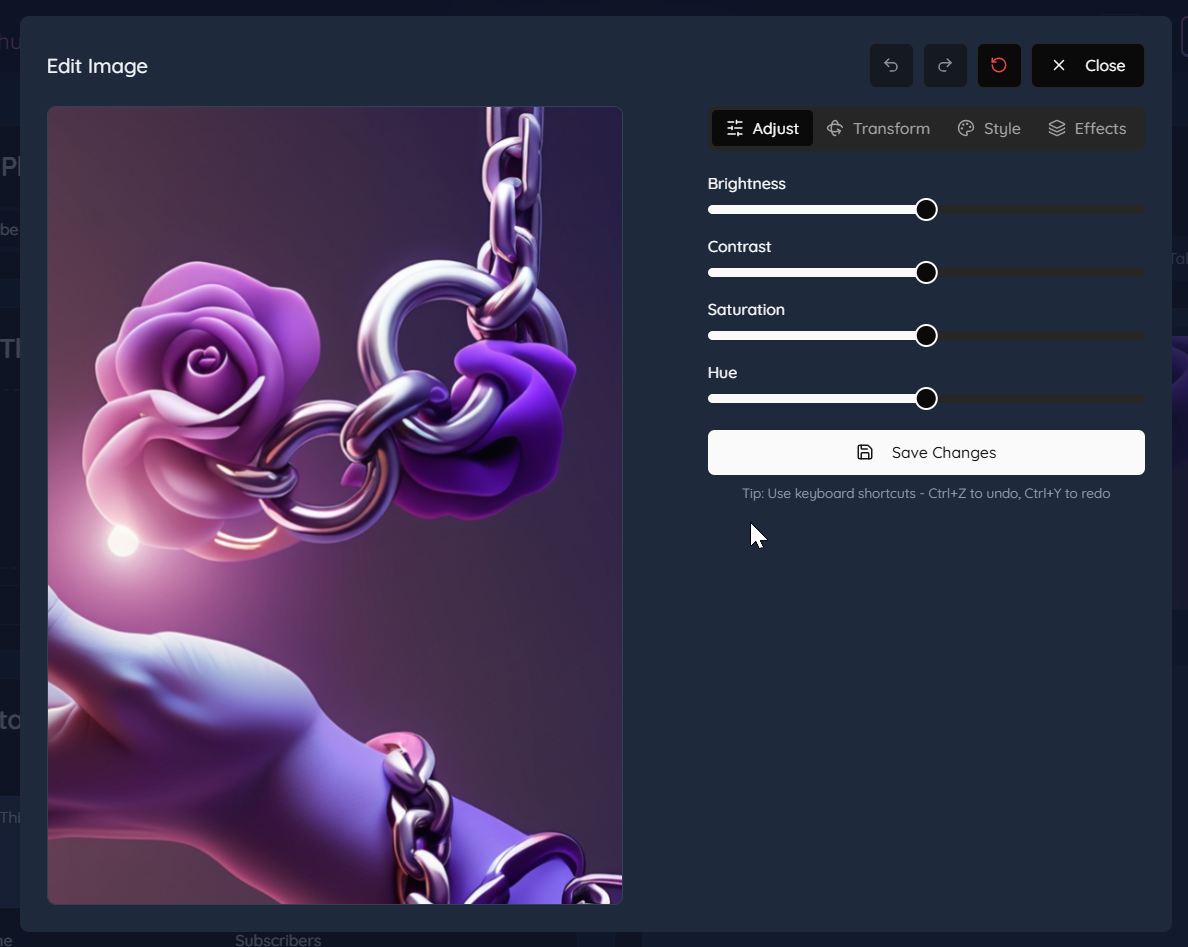 Edit Image
Close
Adjust
Transform
Style
Effects
Brightness
Contrast
Saturation
Hue
Save Changes
Tip: Use keyboard shortcuts - Ctrl+Z to undo, Ctrl+Y to redo
Subscribers